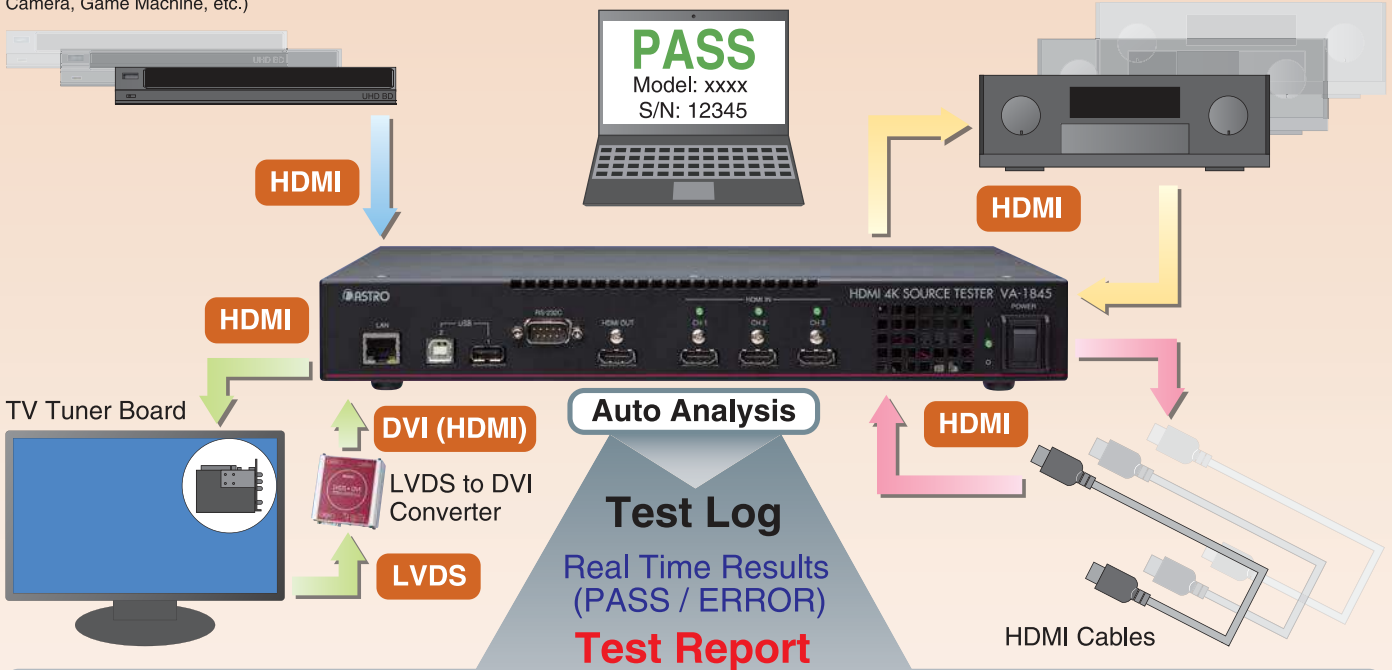 Camera, Game Machine, etc.)
UHD BD
UHD BD
PASS
Model: xxxx
S/N: 12345
HDMI
HDMI
HDMI
ASTRO
HDMI 4K SOURCE TESTER VA-1845
POWER
LAN
2 USB 1
RS-232C
HDMI OUT
HDMI IN
CH 1
CH 2
CH 3
TV Tuner Board
DVI (HDMI)
LVDS to DVI
Converter
LVDS
Auto Analysis
Test Log
Real Time Results
(PASS / ERROR)
Test Report
HDMI
HDMI Cables